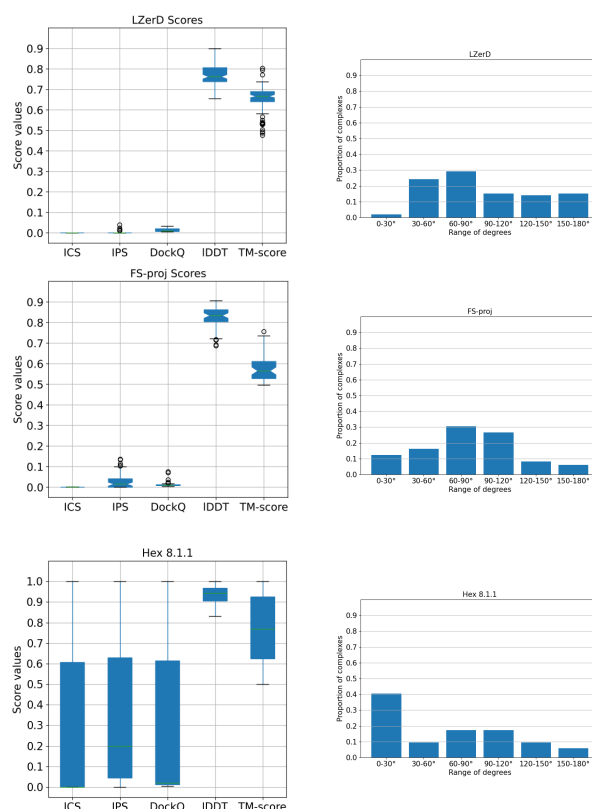 LZerD Scores
0.9
0.8
0.7
0.6
0.5
0.4
0.3
0.2
0.1
0.0
Score values
ICS IPS DockQ lDDT TM-score
LZerD
0.9
0.8
0.7
0.6
0.5
0.4
0.3
0.2
0.1
0.0
Proportion of complexes
0-30° 30-60° 60-90° 90-120° 120-150° 150-180°
Range of degrees
FS-proj Scores
0.9
0.8
0.7
0.6
0.5
0.4
0.3
0.2
0.1
0.0
Score values
ICS IPS DockQ lDDT TM-score
FS-proj
0.9
0.8
0.7
0.6
0.5
0.4
0.3
0.2
0.1
0.0
Proportion of complexes
0-30° 30-60° 60-90° 90-120° 120-150° 150-180°
Range of degrees
Hex 8.1.1
1.0
0.9
0.8
0.7
0.6
0.5
0.4
0.3
0.2
0.1
0.0
Score values
ICS IPS DockQ lDDT TM-score
Hex 8.1.1
0.9
0.8
0.7
0.6
0.5
0.4
0.3
0.2
0.1
0.0
Proportion of complexes
0-30° 30-60° 60-90° 90-120° 120-150° 150-180°
Range of degrees